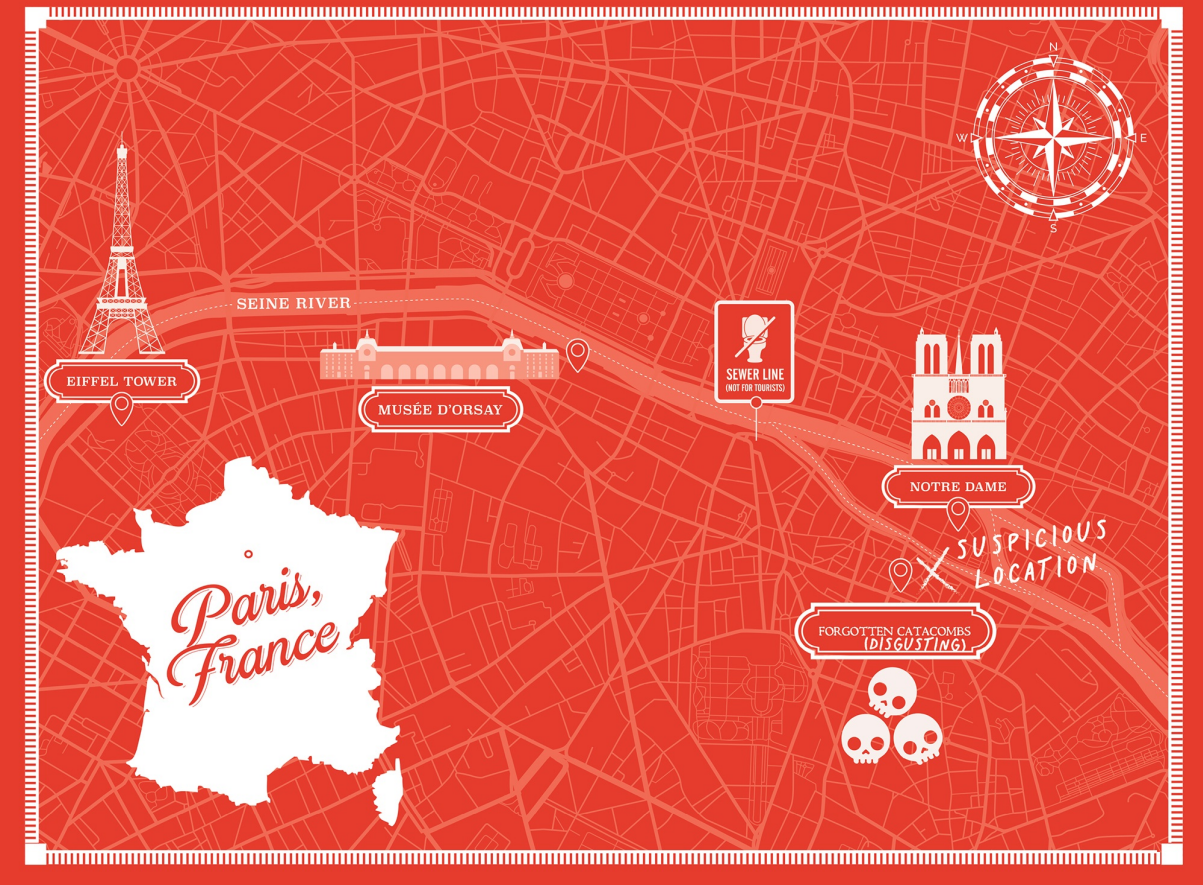 N
W
E
S
SEINE RIVER
EIFFEL TOWER
MUSÉE D'ORSAY
SEWER LINE
(NOT FOR TOURISTS)
NOTRE DAME
SUSPICIOUS
LOCATION
Paris,
France
FORGOTTEN CATACOMBS
(DISGUSTING)